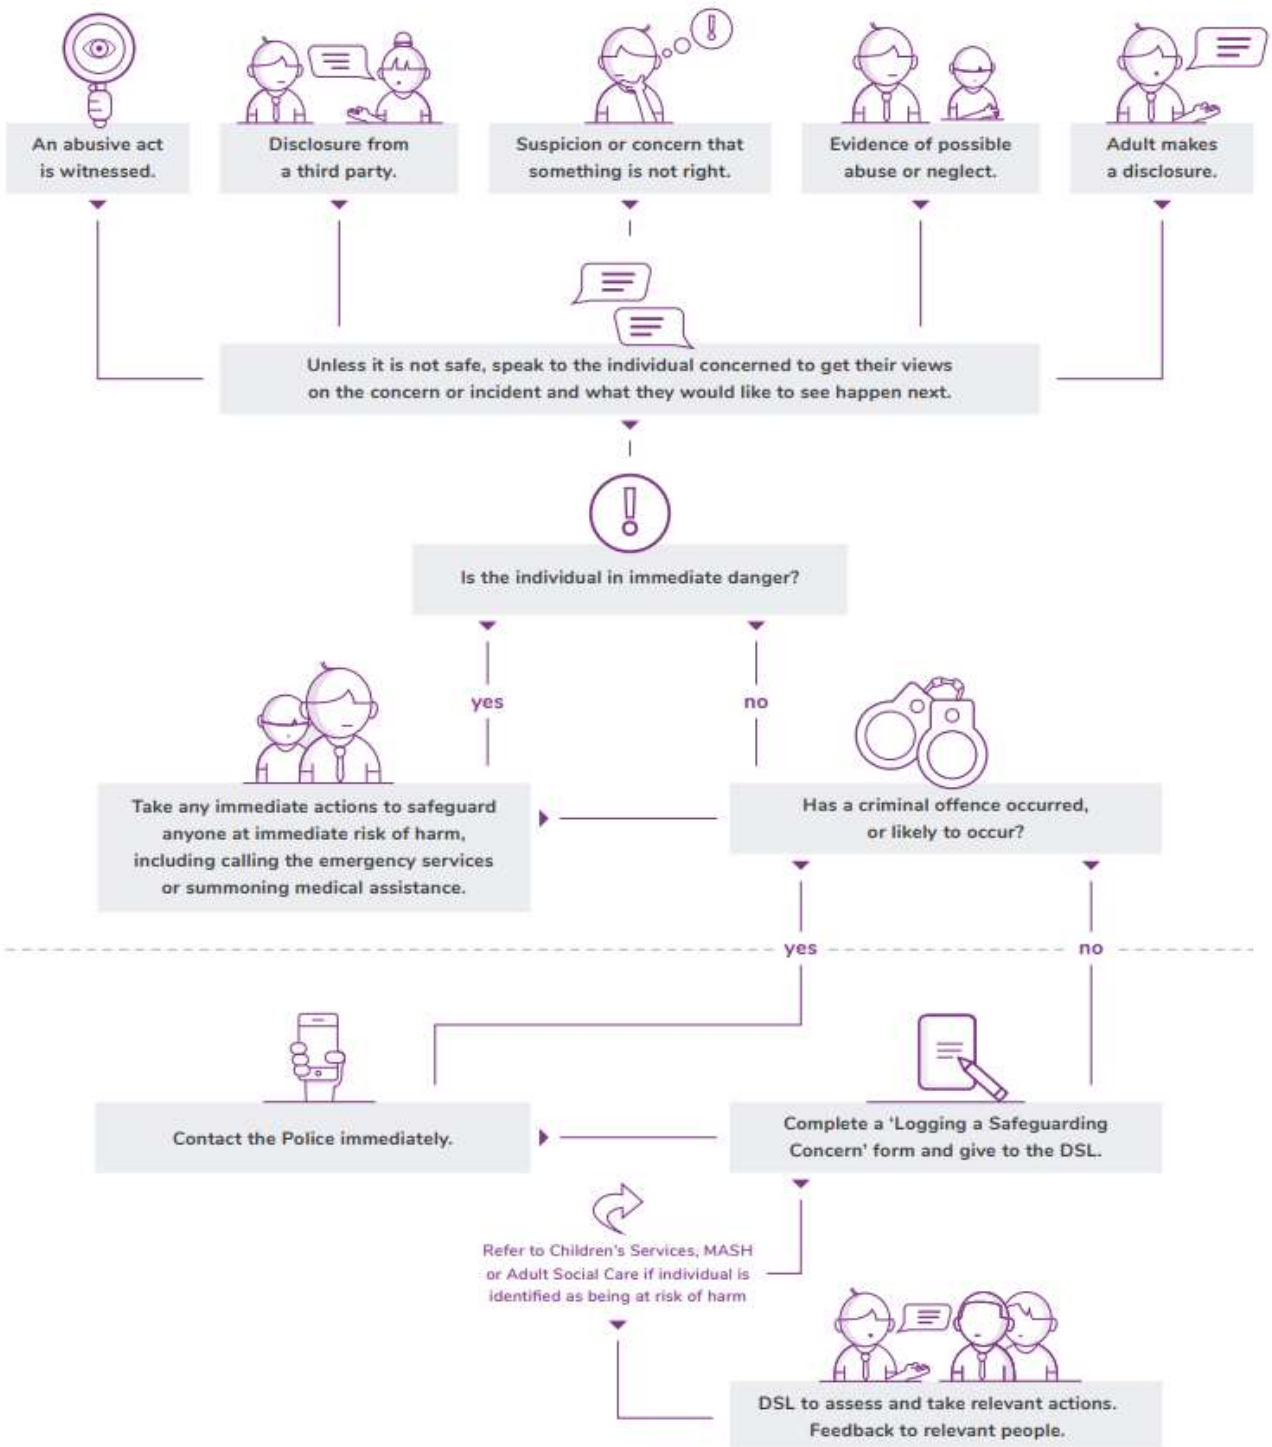 An abusive act
is witnessed.
Disclosure from
a third party.
Suspicion or concern that
something is not right.
Evidence of possible
abuse or neglect.
Adult makes
a disclosure.
Unless it is not safe, speak to the individual concerned to get their views
on the concern or incident and what they would like to see happen next.
Is the individual in immediate danger?
yes
no
Take any immediate actions to safeguard
anyone at immediate risk of harm,
including calling the emergency services
or summoning medical assistance.
Has a criminal offence occurred,
or likely to occur?
yes
no
Contact the Police immediately.
Complete a ‘Logging a Safeguarding
Concern’ form and give to the DSL.
Refer to Children’s Services, MASH
or Adult Social Care if individual is
identified as being at risk of harm
DSL to assess and take relevant actions.
Feedback to relevant people.